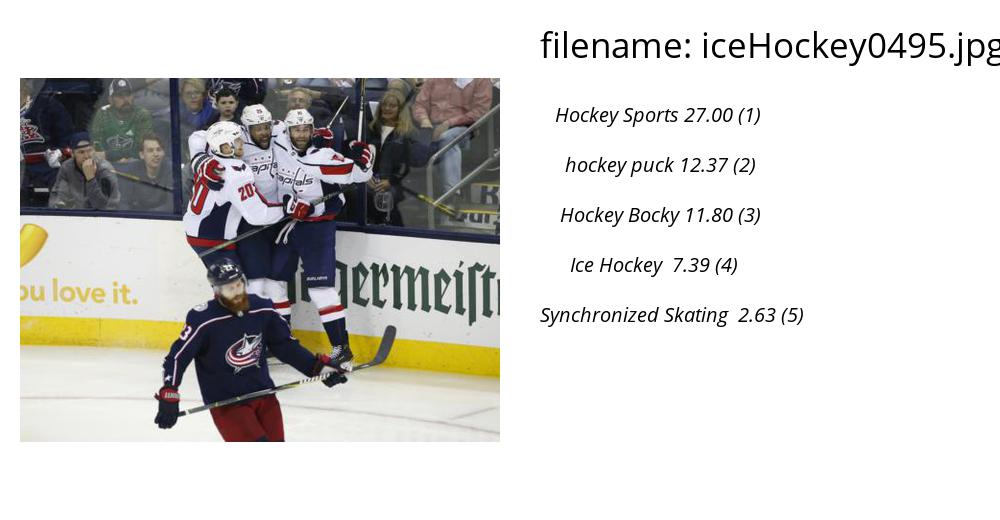 filename: iceHockey0495.jpg
Hockey Sports 27.00 (1)
hockey puck 12.37 (2)
Hockey Bocky 11.80 (3)
Ice Hockey 7.39 (4)
Synchronized Skating 2.63 (5)
capitals
20
ou love it.
germeist